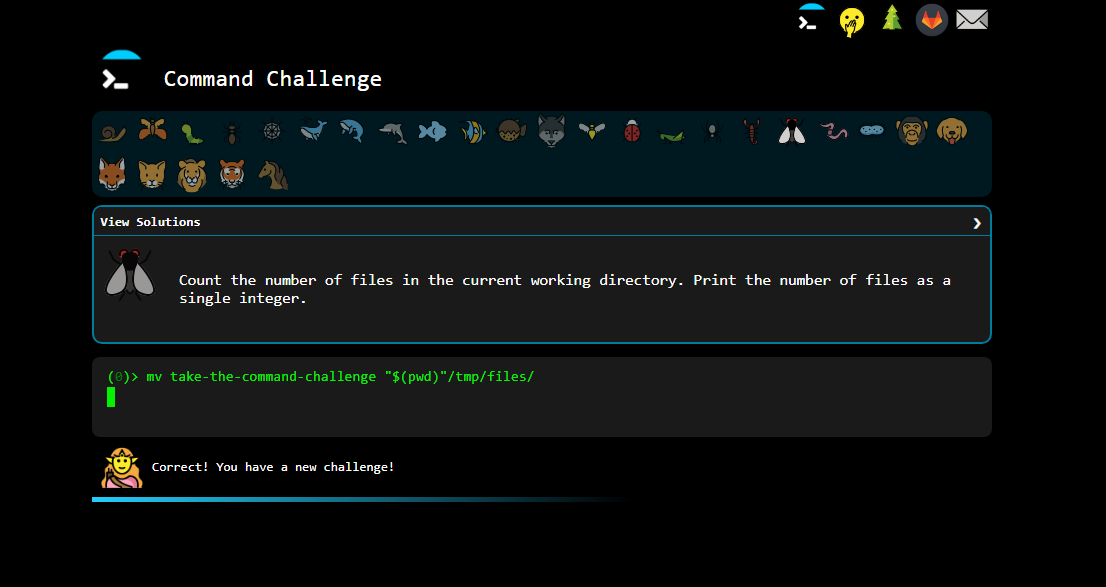 Command Challenge
View Solutions
Count the number of files in the current working directory. Print the number of files as a
single integer.
(0)> mv take-the-command-challenge "$(pwd)"/tmp/files/
Correct! You have a new challenge!